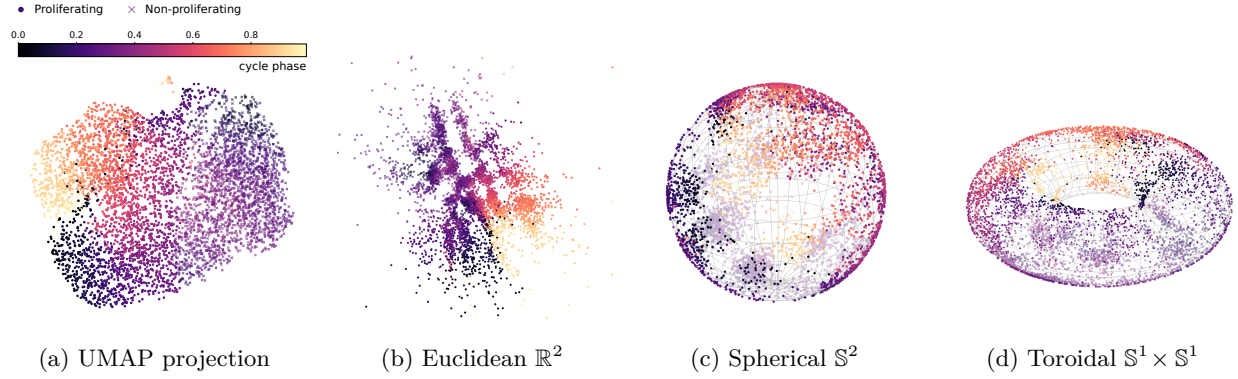 ● Proliferating × Non-proliferating
0.0 0.2 0.4 0.6 0.8
cycle phase
(a) UMAP projection
(b) Euclidean ℝ²
(c) Spherical 𝕊²
(d) Toroidal 𝕊¹ × 𝕊¹